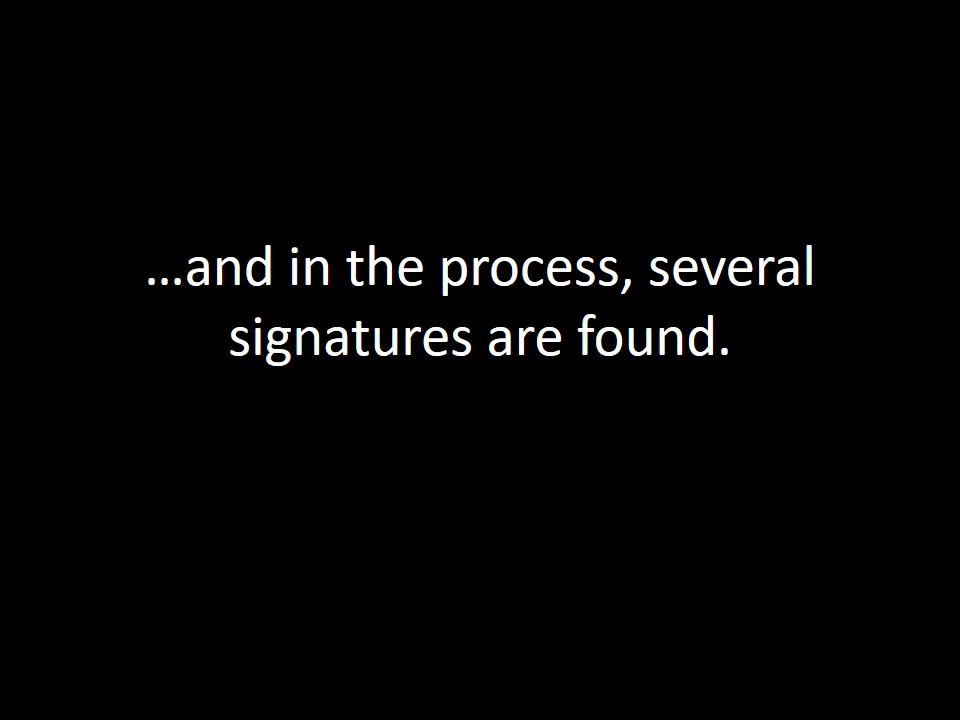 …and in the process, several
signatures are found.